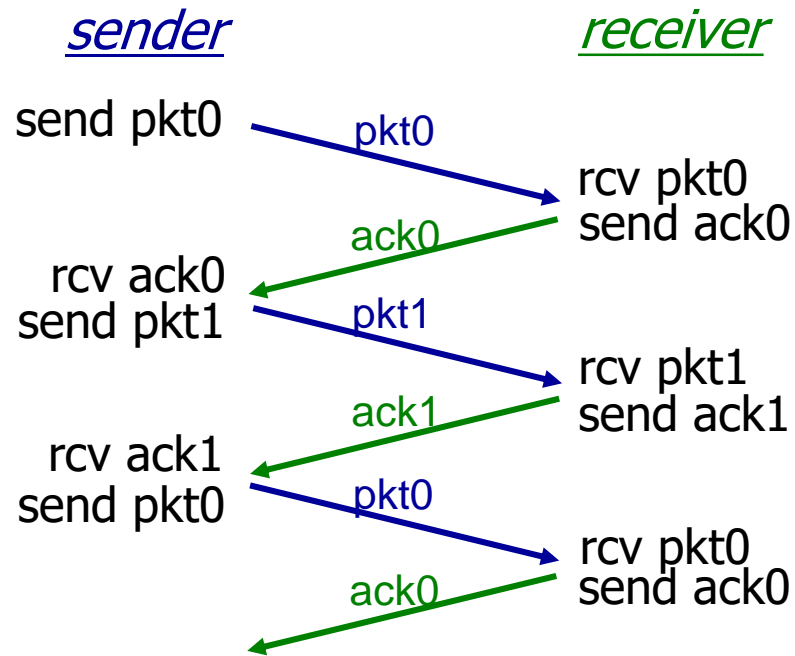 sender
receiver
send pkt0
pkt0
rcv pkt0
send ack0
ack0
rcv ack0
send pkt1
pkt1
rcv pkt1
send ack1
ack1
rcv ack1
send pkt0
pkt0
rcv pkt0
send ack0
ack0